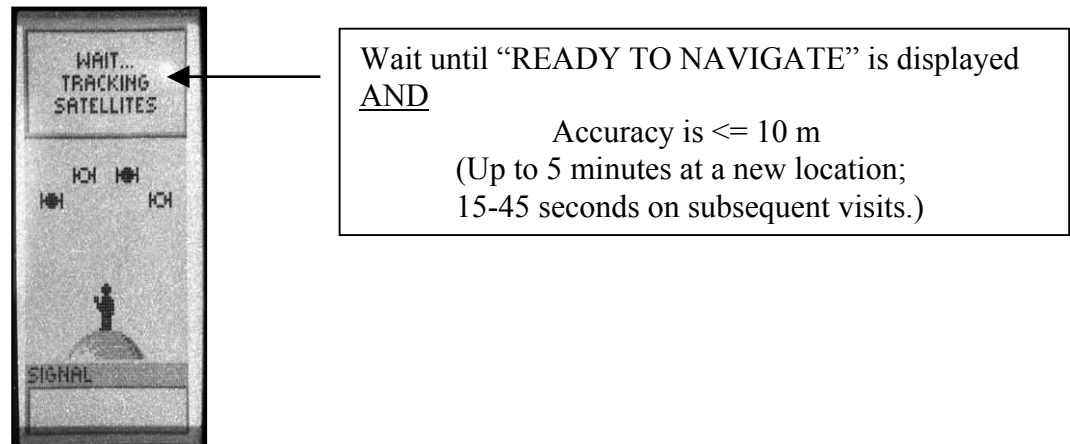 WAIT...
TRACKING
SATELLITES
SIGNAL
Wait until “READY TO NAVIGATE” is displayed
AND
Accuracy is <= 10 m
(Up to 5 minutes at a new location;
15-45 seconds on subsequent visits.)